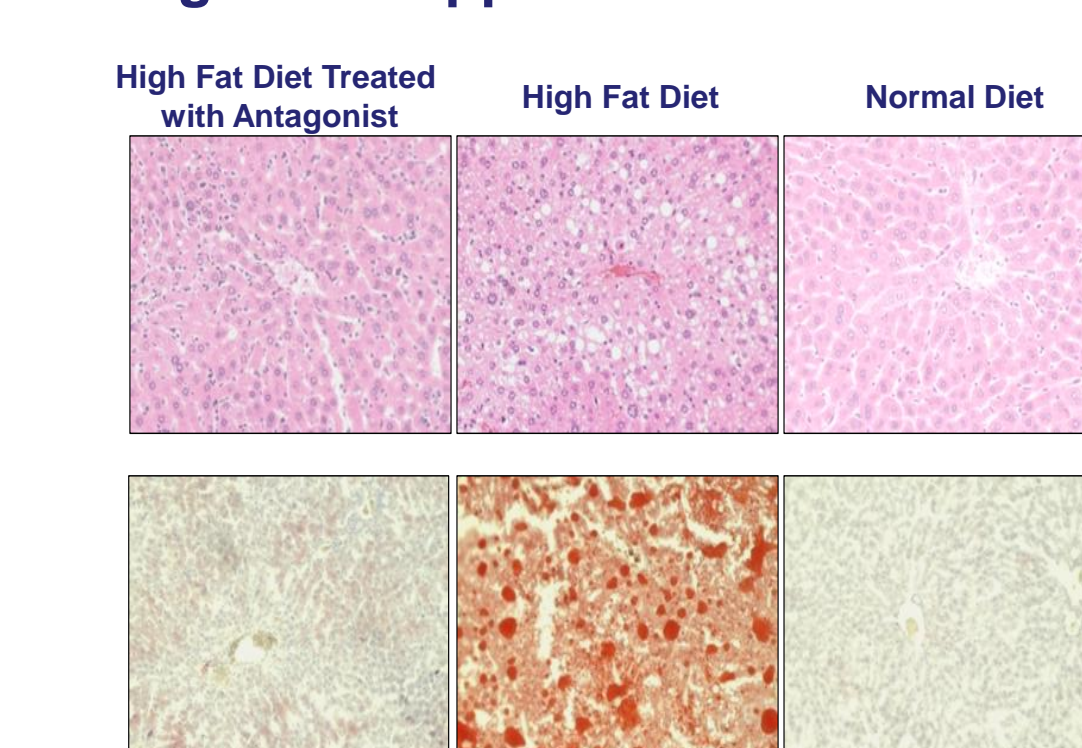 High Fat Diet Treated
with Antagonist
High Fat Diet
Normal Diet